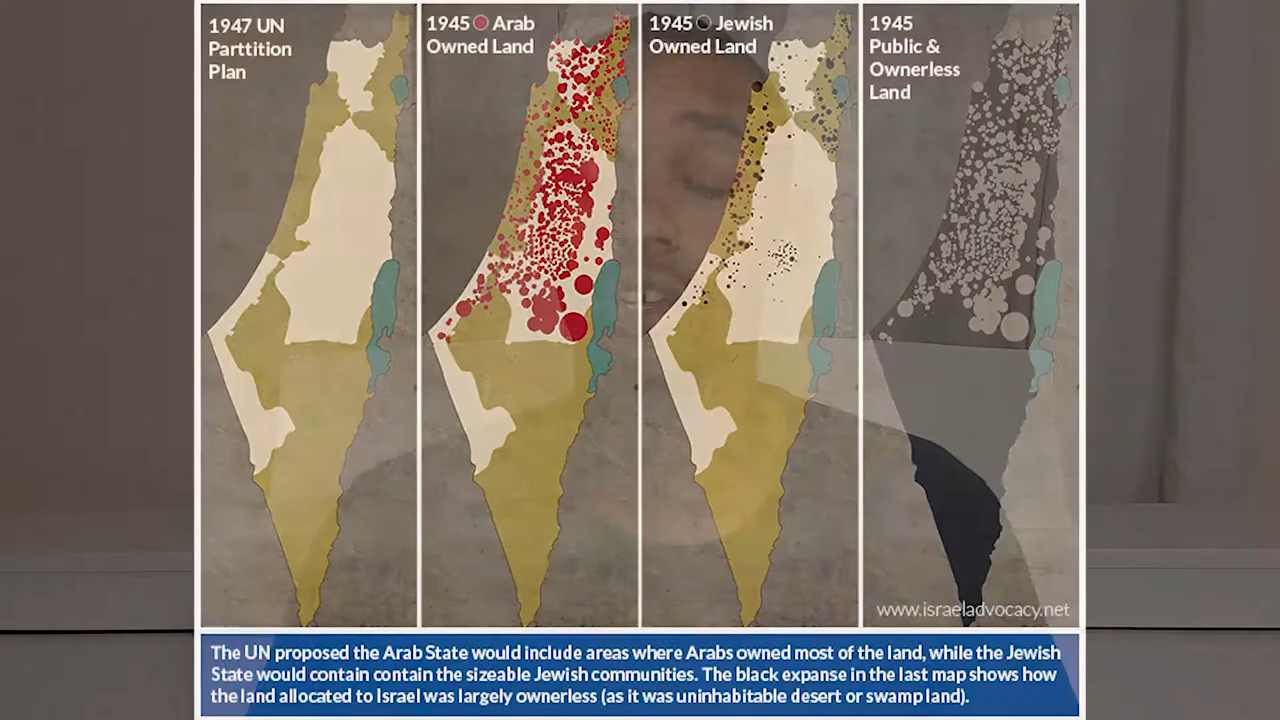 1947 UN
Parttition
Plan
1945 Arab
Owned Land
1945 Jewish
Owned Land
1945
Public &
Ownerless
Land
www.israeladvocacy.net
The UN proposed the Arab State would include areas where Arabs owned most of the land, while the Jewish
State would contain contain the sizeable Jewish communities. The black expanse in the last map shows how
the land allocated to Israel was largely ownerless (as it was uninhabitable desert or swamp land).